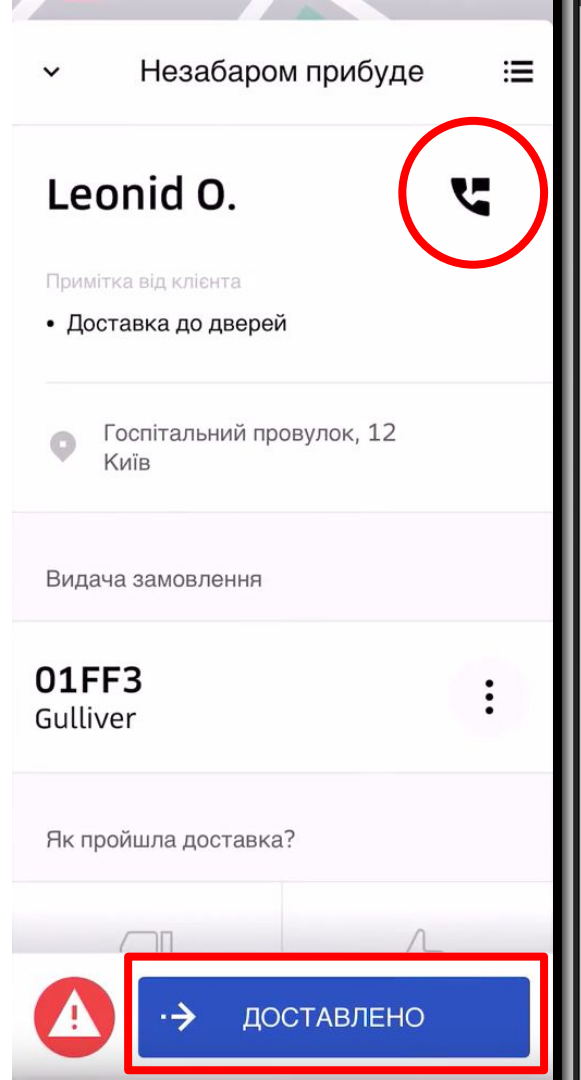 Незабаром прибуде
Leonid O.
Примітка від клієнта
• Доставка до дверей
Госпітальний провулок, 12
Київ
Видача замовлення
01FF3
Gulliver
Як пройшла доставка?
ДОСТАВЛЕНО